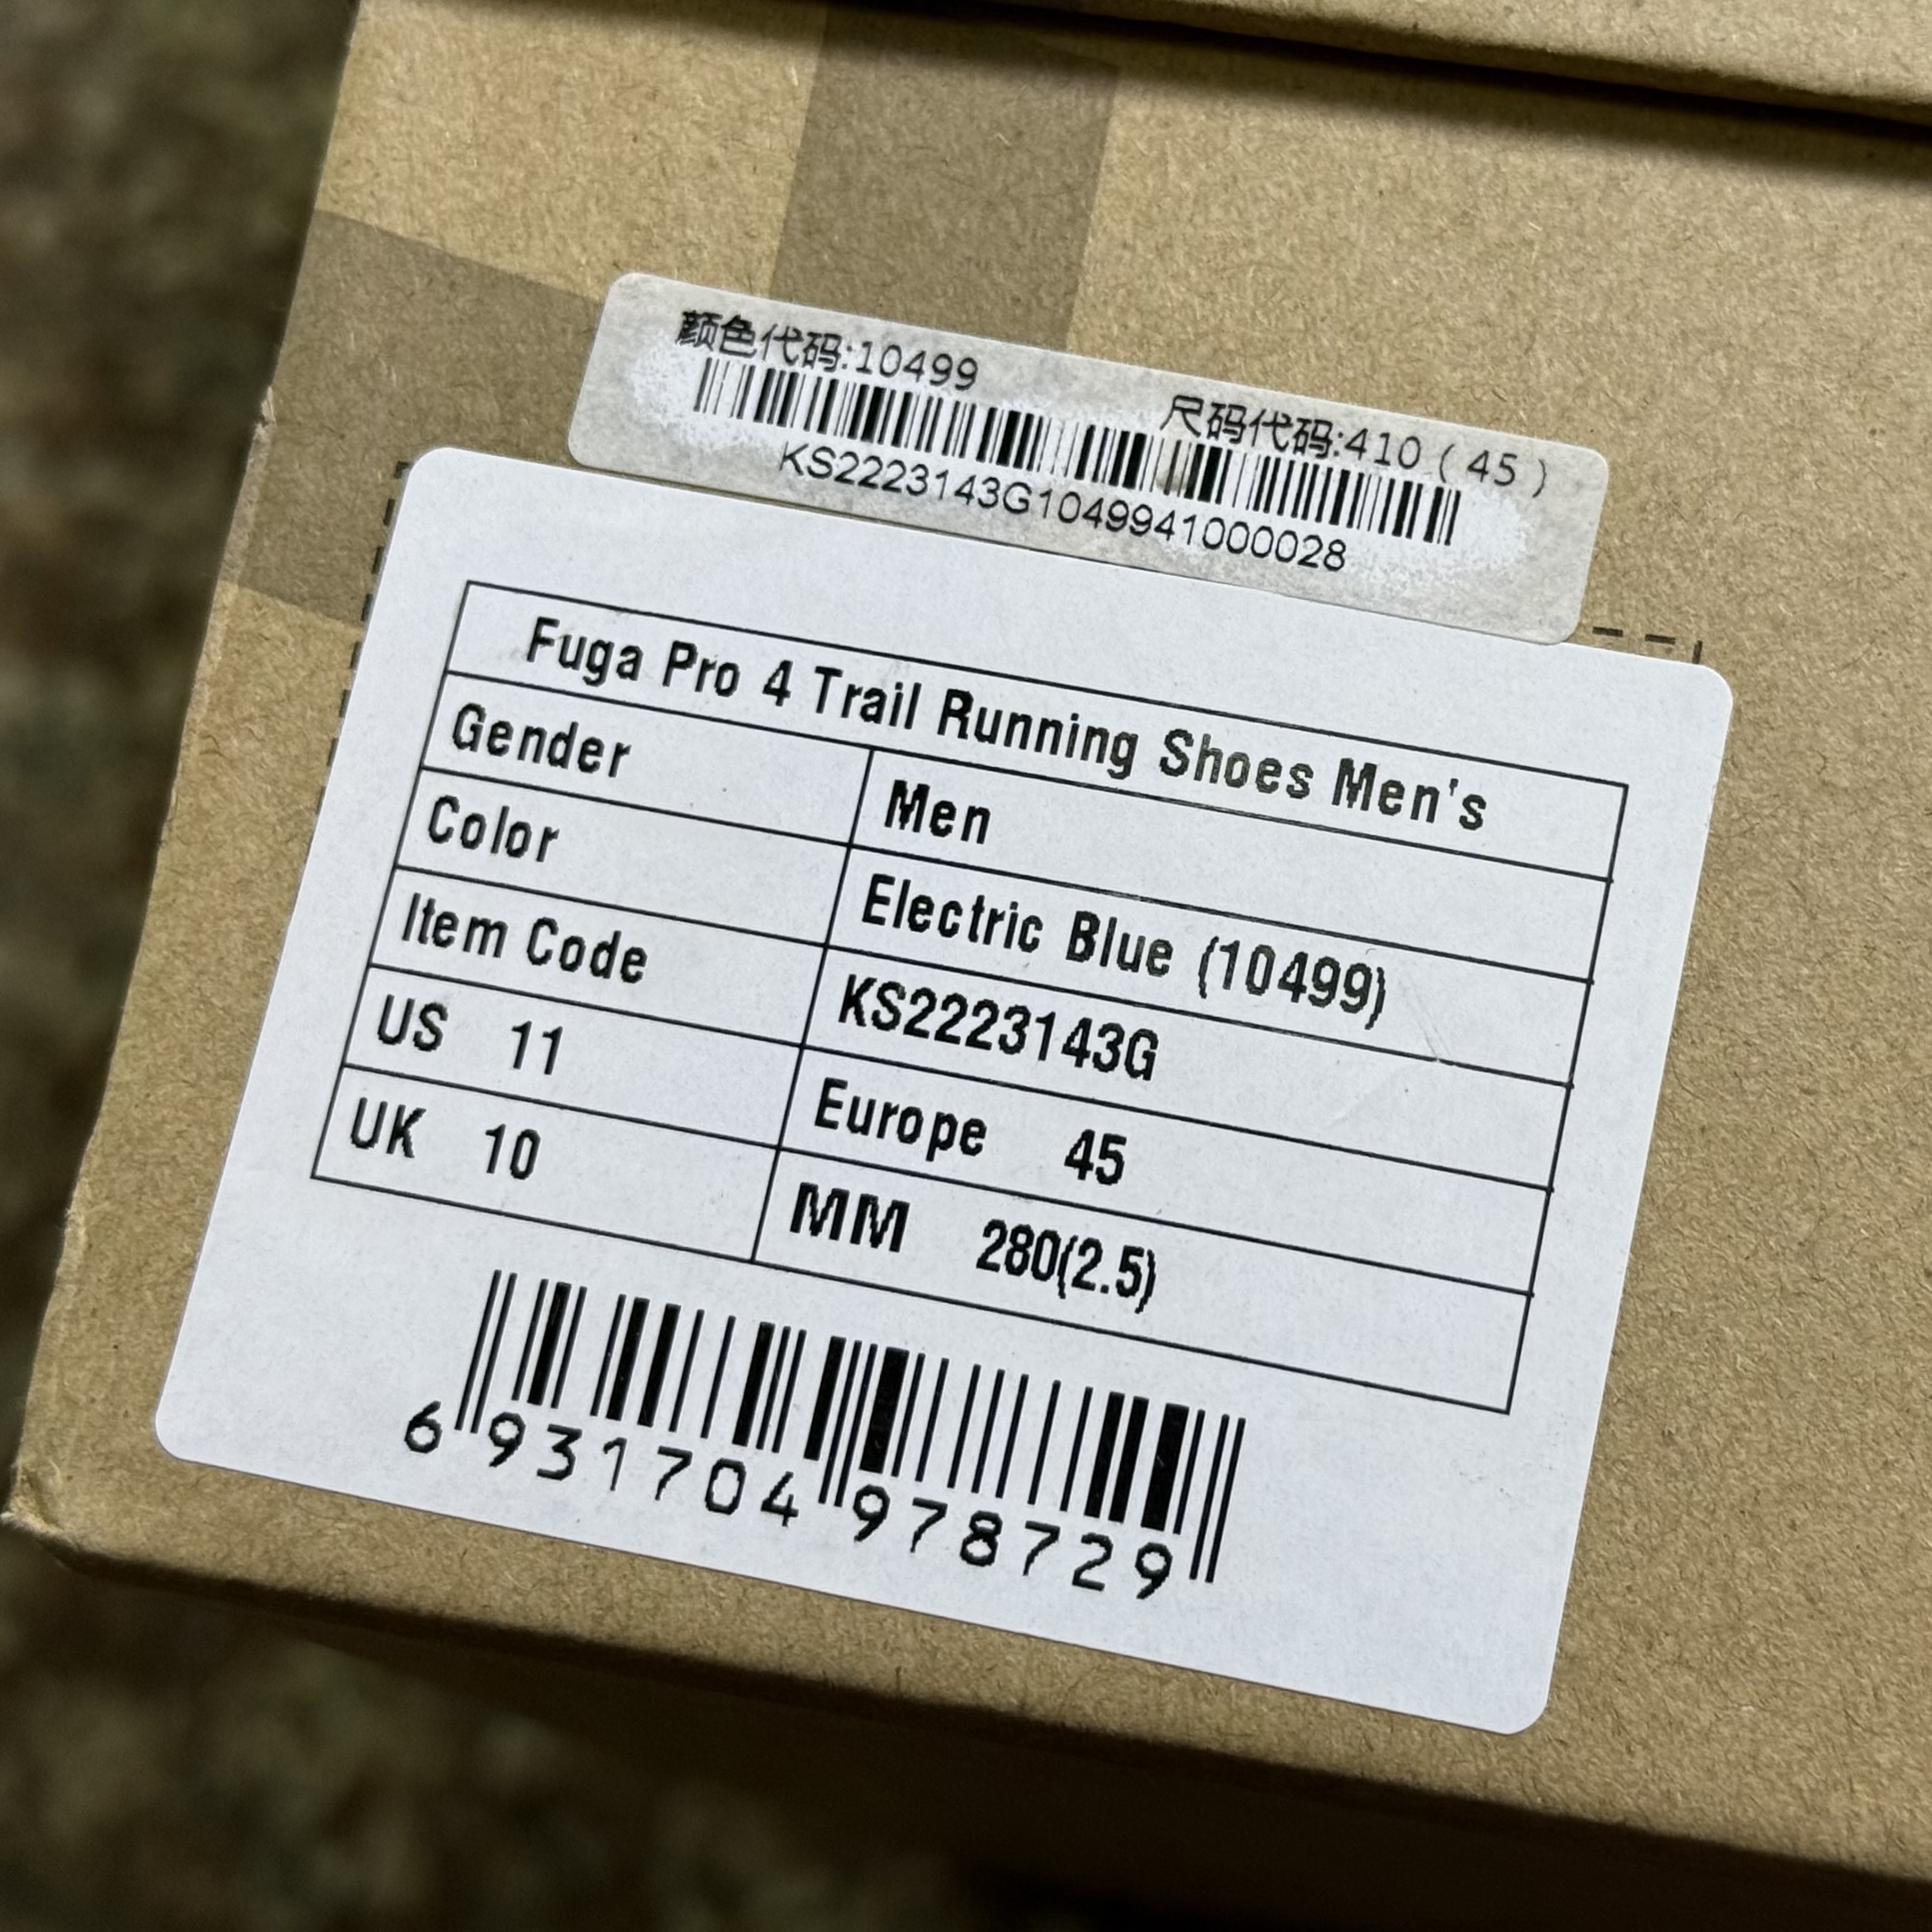 颜色代码:10499 尺码代码:410 ( 45 )
KS2223143G1049941000028
Fuga Pro 4 Trail Running Shoes Men's
Gender Men
Color Electric Blue (10499)
Item Code KS2223143G
US 11 Europe 45
UK 10 MM 280(2.5)
6 931704 978729